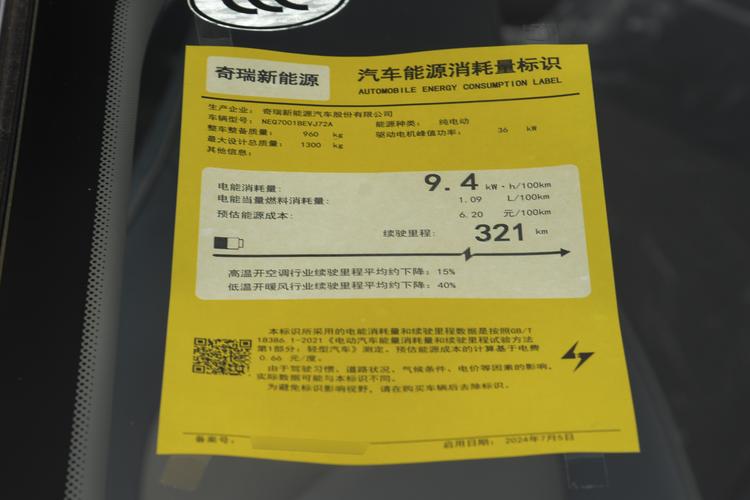 奇瑞新能源
汽车能源消耗量标识
AUTOMOBILE ENERGY CONSUMPTION LABEL
生产企业: 奇瑞新能源汽车股份有限公司
车辆型号: NEQ7001BEVJ72A 能源种类: 纯电动
整车整备质量: 960 kg 驱动电机峰值功率: 36 kW
最大设计总质量: 1300 kg
其他信息:
电能消耗量: 9.4 kW·h/100km
电能当量燃料消耗量: 1.09 L/100km
预估能源成本: 6.20 元/100km
续驶里程: 321 km
高温开空调行业续驶里程平均约下降: 15%
低温开暖风行业续驶里程平均约下降: 40%
本标识所采用的电能消耗量和续驶里程数据是按照GB/T
18386.1-2021《电动汽车能量消耗量和续驶里程试验方法
第1部分: 轻型汽车》测定。预估能源成本的计算基于电费
0.66 元/度。
由于驾驶习惯、道路状况、气候条件、电价等因素的影响,
实际数据可能与本标识不同。
为避免标识影响视野, 请在购买车辆后去除标识。
备案号:
启用日期: 2024年7月5日